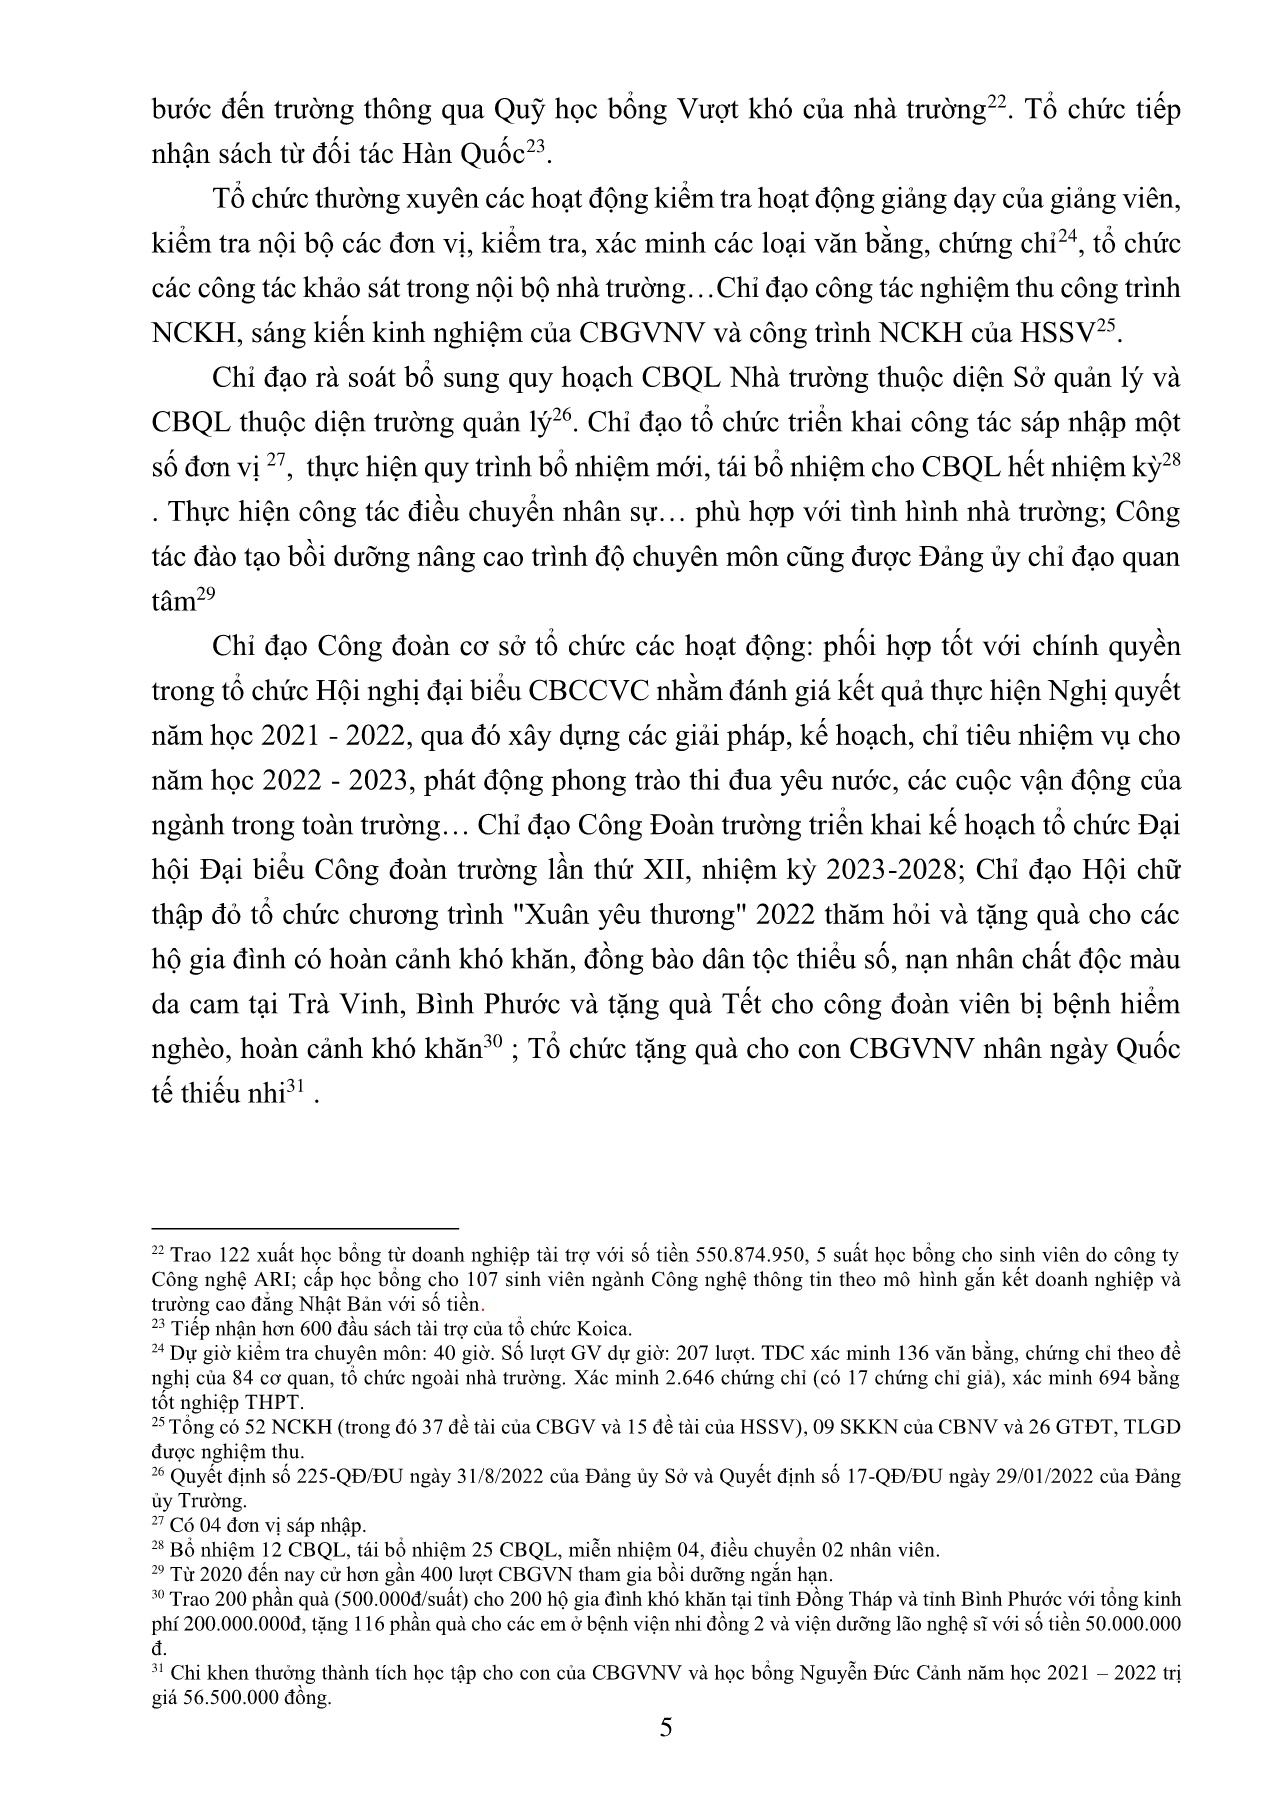 bước đến trường thông qua Quỹ học bổng Vượt khó của nhà trường22. Tổ chức tiếp
nhận sách từ đối tác Hàn Quốc23.
Tổ chức thường xuyên các hoạt động kiểm tra hoạt động giảng dạy của giảng viên,
kiểm tra nội bộ các đơn vị, kiểm tra, xác minh các loại văn bằng, chứng chỉ24, tổ chức
các công tác khảo sát trong nội bộ nhà trường…Chỉ đạo công tác nghiệm thu công trình
NCKH, sáng kiến kinh nghiệm của CBGVNV và công trình NCKH của HSSV25.
Chỉ đạo rà soát bổ sung quy hoạch CBQL Nhà trường thuộc diện Sở quản lý và
CBQL thuộc diện trường quản lý26. Chỉ đạo tổ chức triển khai công tác sáp nhập một
số đơn vị 27, thực hiện quy trình bổ nhiệm mới, tái bổ nhiệm cho CBQL hết nhiệm kỳ28
. Thực hiện công tác điều chuyển nhân sự… phù hợp với tình hình nhà trường; Công
tác đào tạo bồi dưỡng nâng cao trình độ chuyên môn cũng được Đảng ủy chỉ đạo quan
tâm29
Chỉ đạo Công đoàn cơ sở tổ chức các hoạt động: phối hợp tốt với chính quyền
trong tổ chức Hội nghị đại biểu CBCCVC nhằm đánh giá kết quả thực hiện Nghị quyết
năm học 2021 - 2022, qua đó xây dựng các giải pháp, kế hoạch, chỉ tiêu nhiệm vụ cho
năm học 2022 - 2023, phát động phong trào thi đua yêu nước, các cuộc vận động của
ngành trong toàn trường… Chỉ đạo Công Đoàn trường triển khai kế hoạch tổ chức Đại
hội Đại biểu Công đoàn trường lần thứ XII, nhiệm kỳ 2023-2028; Chỉ đạo Hội chữ
thập đỏ tổ chức chương trình "Xuân yêu thương" 2022 thăm hỏi và tặng quà cho các
hộ gia đình có hoàn cảnh khó khăn, đồng bào dân tộc thiểu số, nạn nhân chất độc màu
da cam tại Trà Vinh, Bình Phước và tặng quà Tết cho công đoàn viên bị bệnh hiểm
nghèo, hoàn cảnh khó khăn30 ; Tổ chức tặng quà cho con CBGVNV nhân ngày Quốc
tế thiếu nhi31 .
22 Trao 122 xuất học bổng từ doanh nghiệp tài trợ với số tiền 550.874.950, 5 suất học bổng cho sinh viên do công ty
Công nghệ ARI; cấp học bổng cho 107 sinh viên ngành Công nghệ thông tin theo mô hình gắn kết doanh nghiệp và
trường cao đẳng Nhật Bản với số tiền.
23 Tiếp nhận hơn 600 đầu sách tài trợ của tổ chức Koica.
24 Dự giờ kiểm tra chuyên môn: 40 giờ. Số lượt GV dự giờ: 207 lượt. TDC xác minh 136 văn bằng, chứng chỉ theo đề
nghị của 84 cơ quan, tổ chức ngoài nhà trường. Xác minh 2.646 chứng chỉ (có 17 chứng chỉ giả), xác minh 694 bằng
tốt nghiệp THPT.
25 Tổng có 52 NCKH (trong đó 37 đề tài của CBGV và 15 đề tài của HSSV), 09 SKKN của CBNV và 26 GTĐT, TLGD
được nghiệm thu.
26 Quyết định số 225-QĐ/ĐU ngày 31/8/2022 của Đảng ủy Sở và Quyết định số 17-QĐ/ĐU ngày 29/01/2022 của Đảng
ủy Trường.
27 Có 04 đơn vị sáp nhập.
28 Bổ nhiệm 12 CBQL, tái bổ nhiệm 25 CBQL, miễn nhiệm 04, điều chuyển 02 nhân viên.
29 Từ 2020 đến nay cử hơn gần 400 lượt CBGVN tham gia bồi dưỡng ngắn hạn.
30 Trao 200 phần quà (500.000đ/suất) cho 200 hộ gia đình khó khăn tại tỉnh Đồng Tháp và tỉnh Bình Phước với tổng kinh
phí 200.000.000đ, tặng 116 phần quà cho các em ở bệnh viện nhi đồng 2 và viện dưỡng lão nghệ sĩ với số tiền 50.000.000
đ.
31 Chi khen thưởng thành tích học tập cho con của CBGVNV và học bổng Nguyễn Đức Cảnh năm học 2021 – 2022 trị
giá 56.500.000 đồng.
5